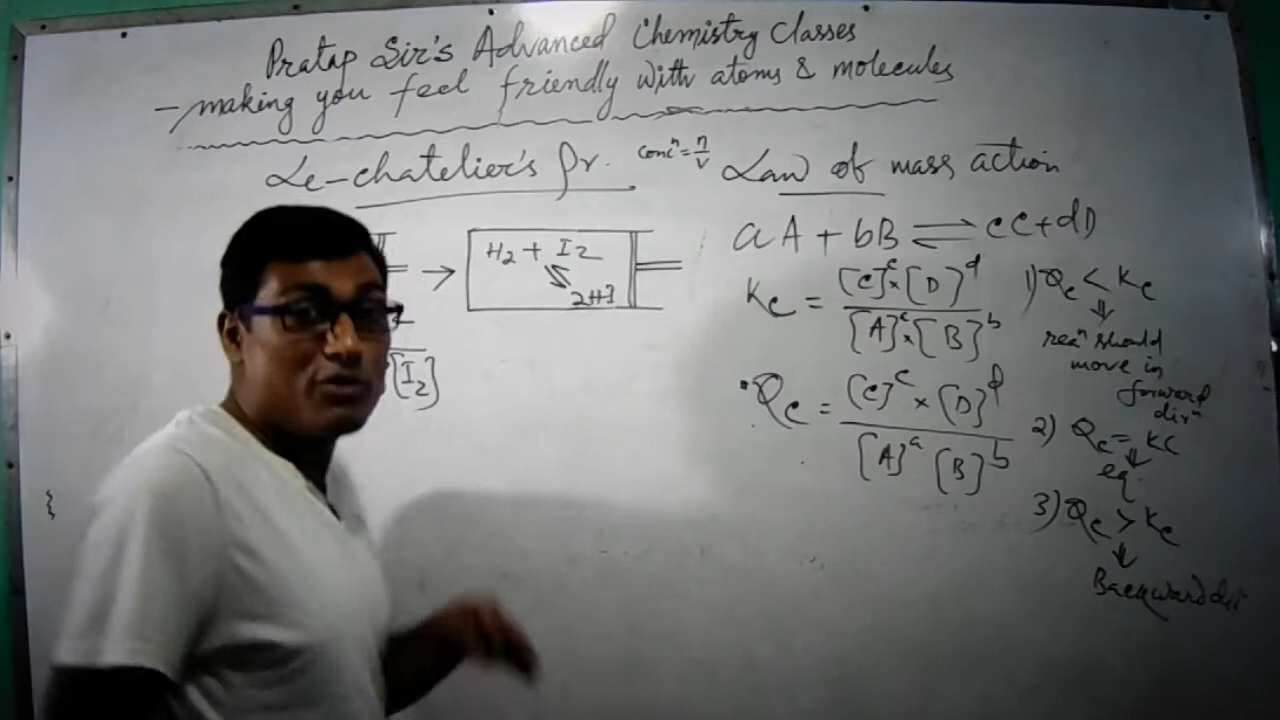 Pratap Sir's Advanced Chemistry Classes
- making you feel friendly with atoms & molecules
Le-chatelier's Pr.
concⁿ = n/v
H₂ + I₂
⇌
2HI
[I₂]
Law of mass action
aA + bB ⇌ cC + dD
Kc = [C]ᶜ × [D]ᵈ / [A]ᶜ × [B]ᵇ
Qc = [C]ᶜ × [D]ᵈ / [A]ᵃ [B]ᵇ
1) Qc < Kc
↓
reaⁿ should
move in
forward
dirⁿ
2) Qc = KC
↓
eq.
3) Qc > Kc
↓
Backward dirⁿ